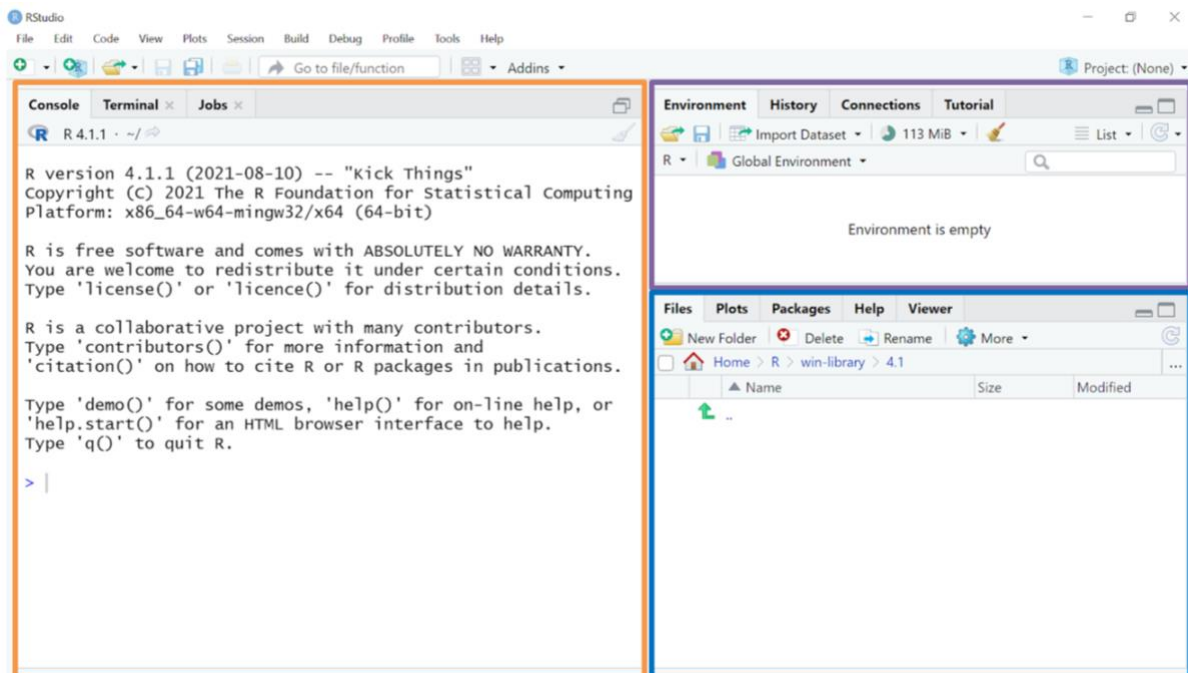 RStudio
File Edit Code View Plots Session Build Debug Profile Tools Help
Go to file/function Addins Project: (None)
Console Terminal Jobs
R 4.1.1 · ~/
R version 4.1.1 (2021-08-10) -- "Kick Things"
Copyright (C) 2021 The R Foundation for Statistical Computing
Platform: x86_64-w64-mingw32/x64 (64-bit)
R is free software and comes with ABSOLUTELY NO WARRANTY.
You are welcome to redistribute it under certain conditions.
Type 'license()' or 'licence()' for distribution details.
R is a collaborative project with many contributors.
Type 'contributors()' for more information and
'citation()' on how to cite R or R packages in publications.
Type 'demo()' for some demos, 'help()' for on-line help, or
'help.start()' for an HTML browser interface to help.
Type 'q()' to quit R.
>
Environment History Connections Tutorial
Import Dataset 113 MiB List
R Global Environment
Environment is empty
Files Plots Packages Help Viewer
New Folder Delete Rename More
Home > R > win-library > 4.1 ...
Name Size Modified
..